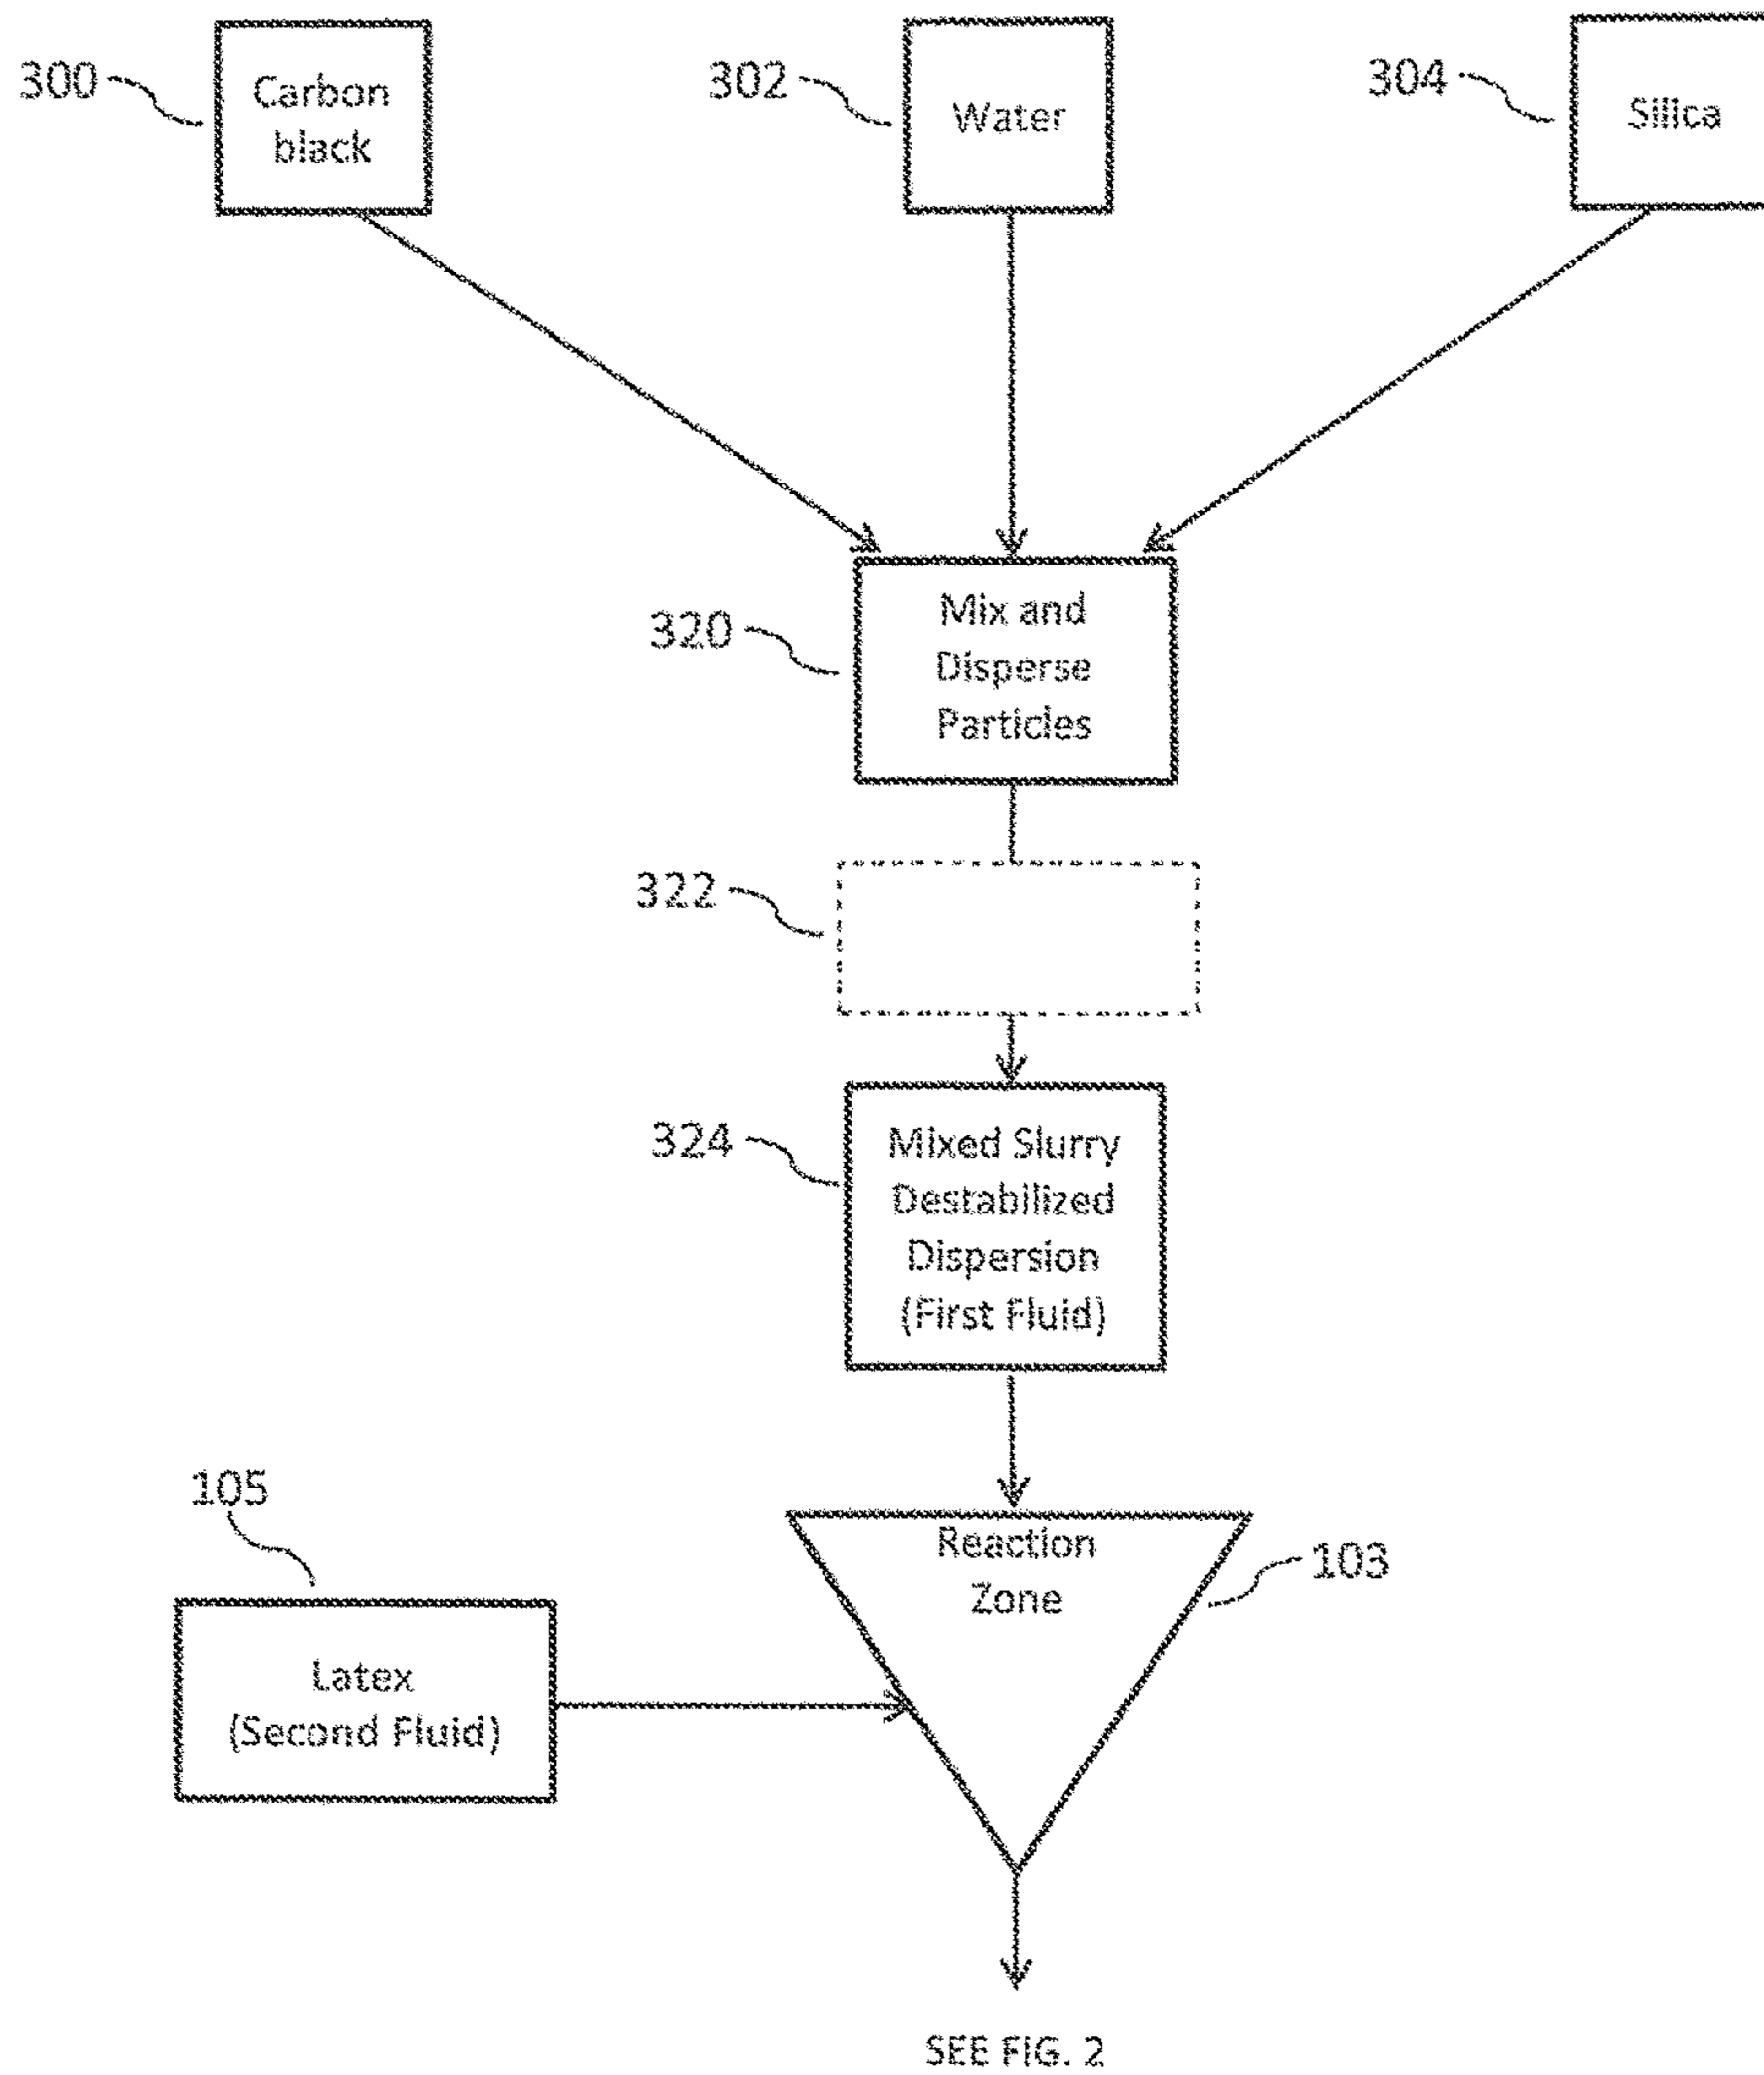 300
Carbon
black
302
Water
304
Silica
320
Mix and
Disperse
Particles
322
324
Mixed Slurry
Destabilized
Dispersion
(First Fluid)
105
Latex
(Second Fluid)
Reaction
Zone
103
SEE FIG. 2